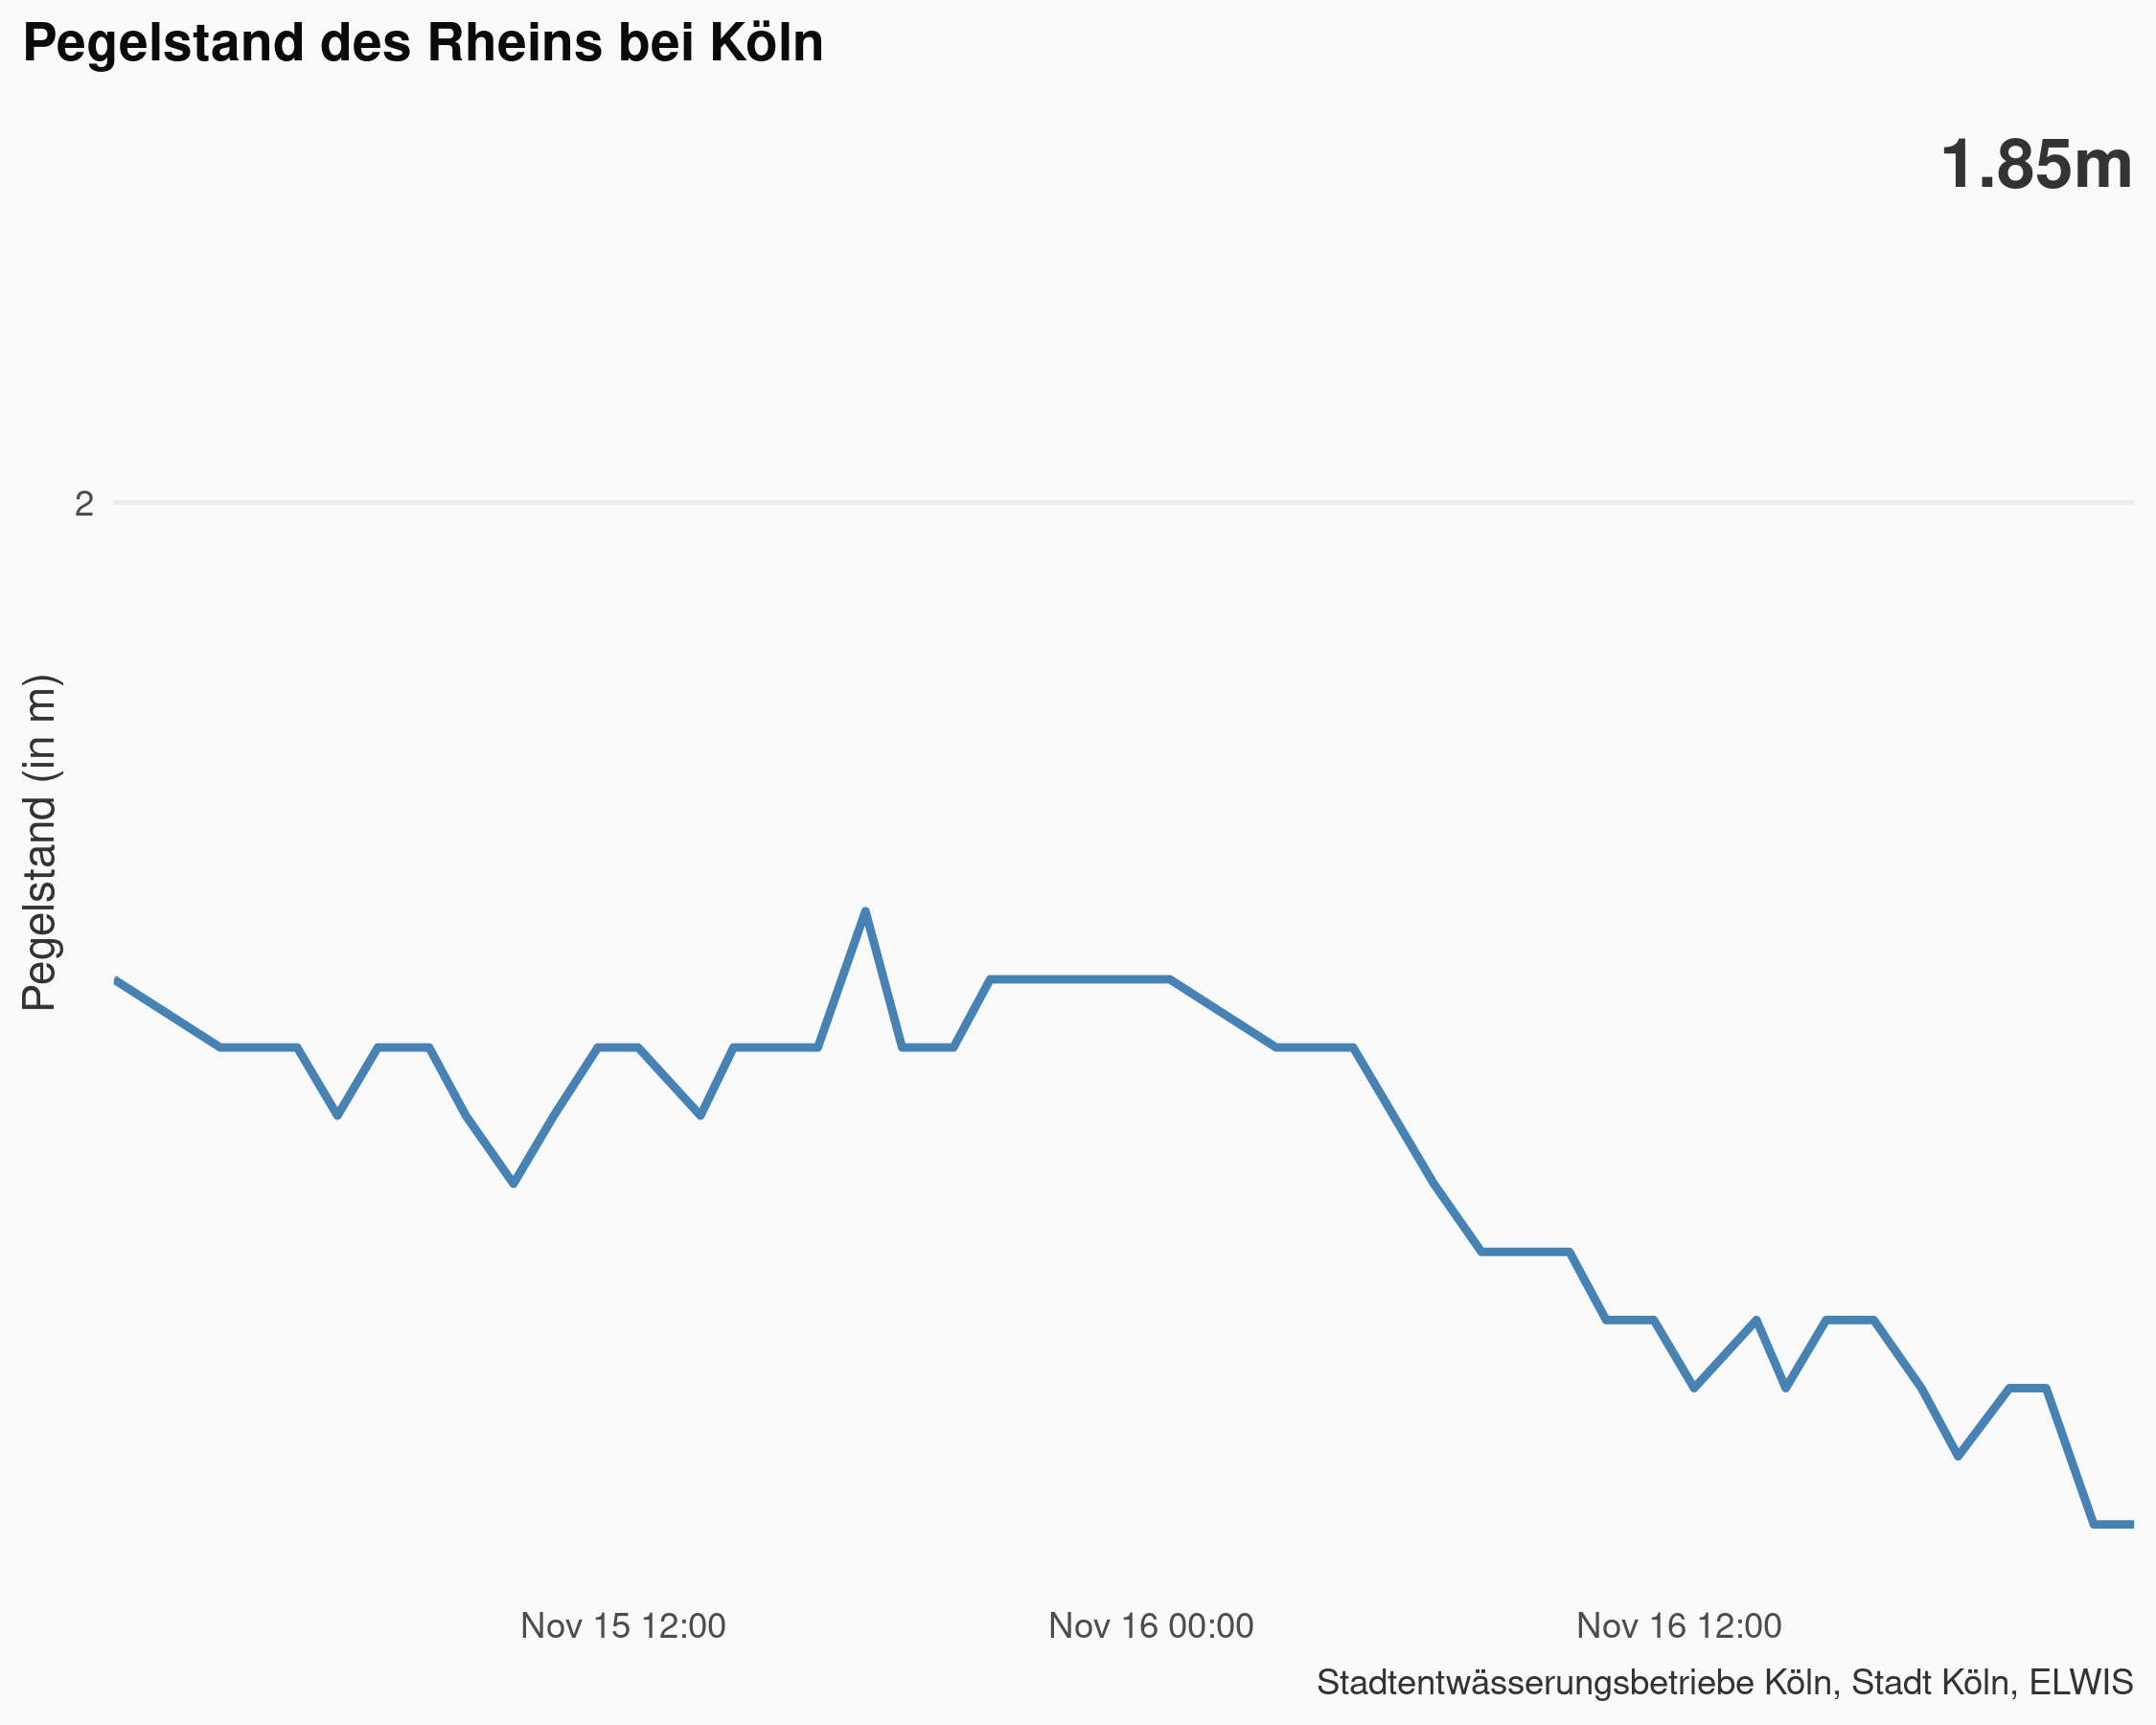 Pegelstand des Rheins bei Köln
1.85m
2
Pegelstand (in m)
Nov 15 12:00
Nov 16 00:00
Nov 16 12:00
Stadtentwässerungsbetriebe Köln, Stadt Köln, ELWIS